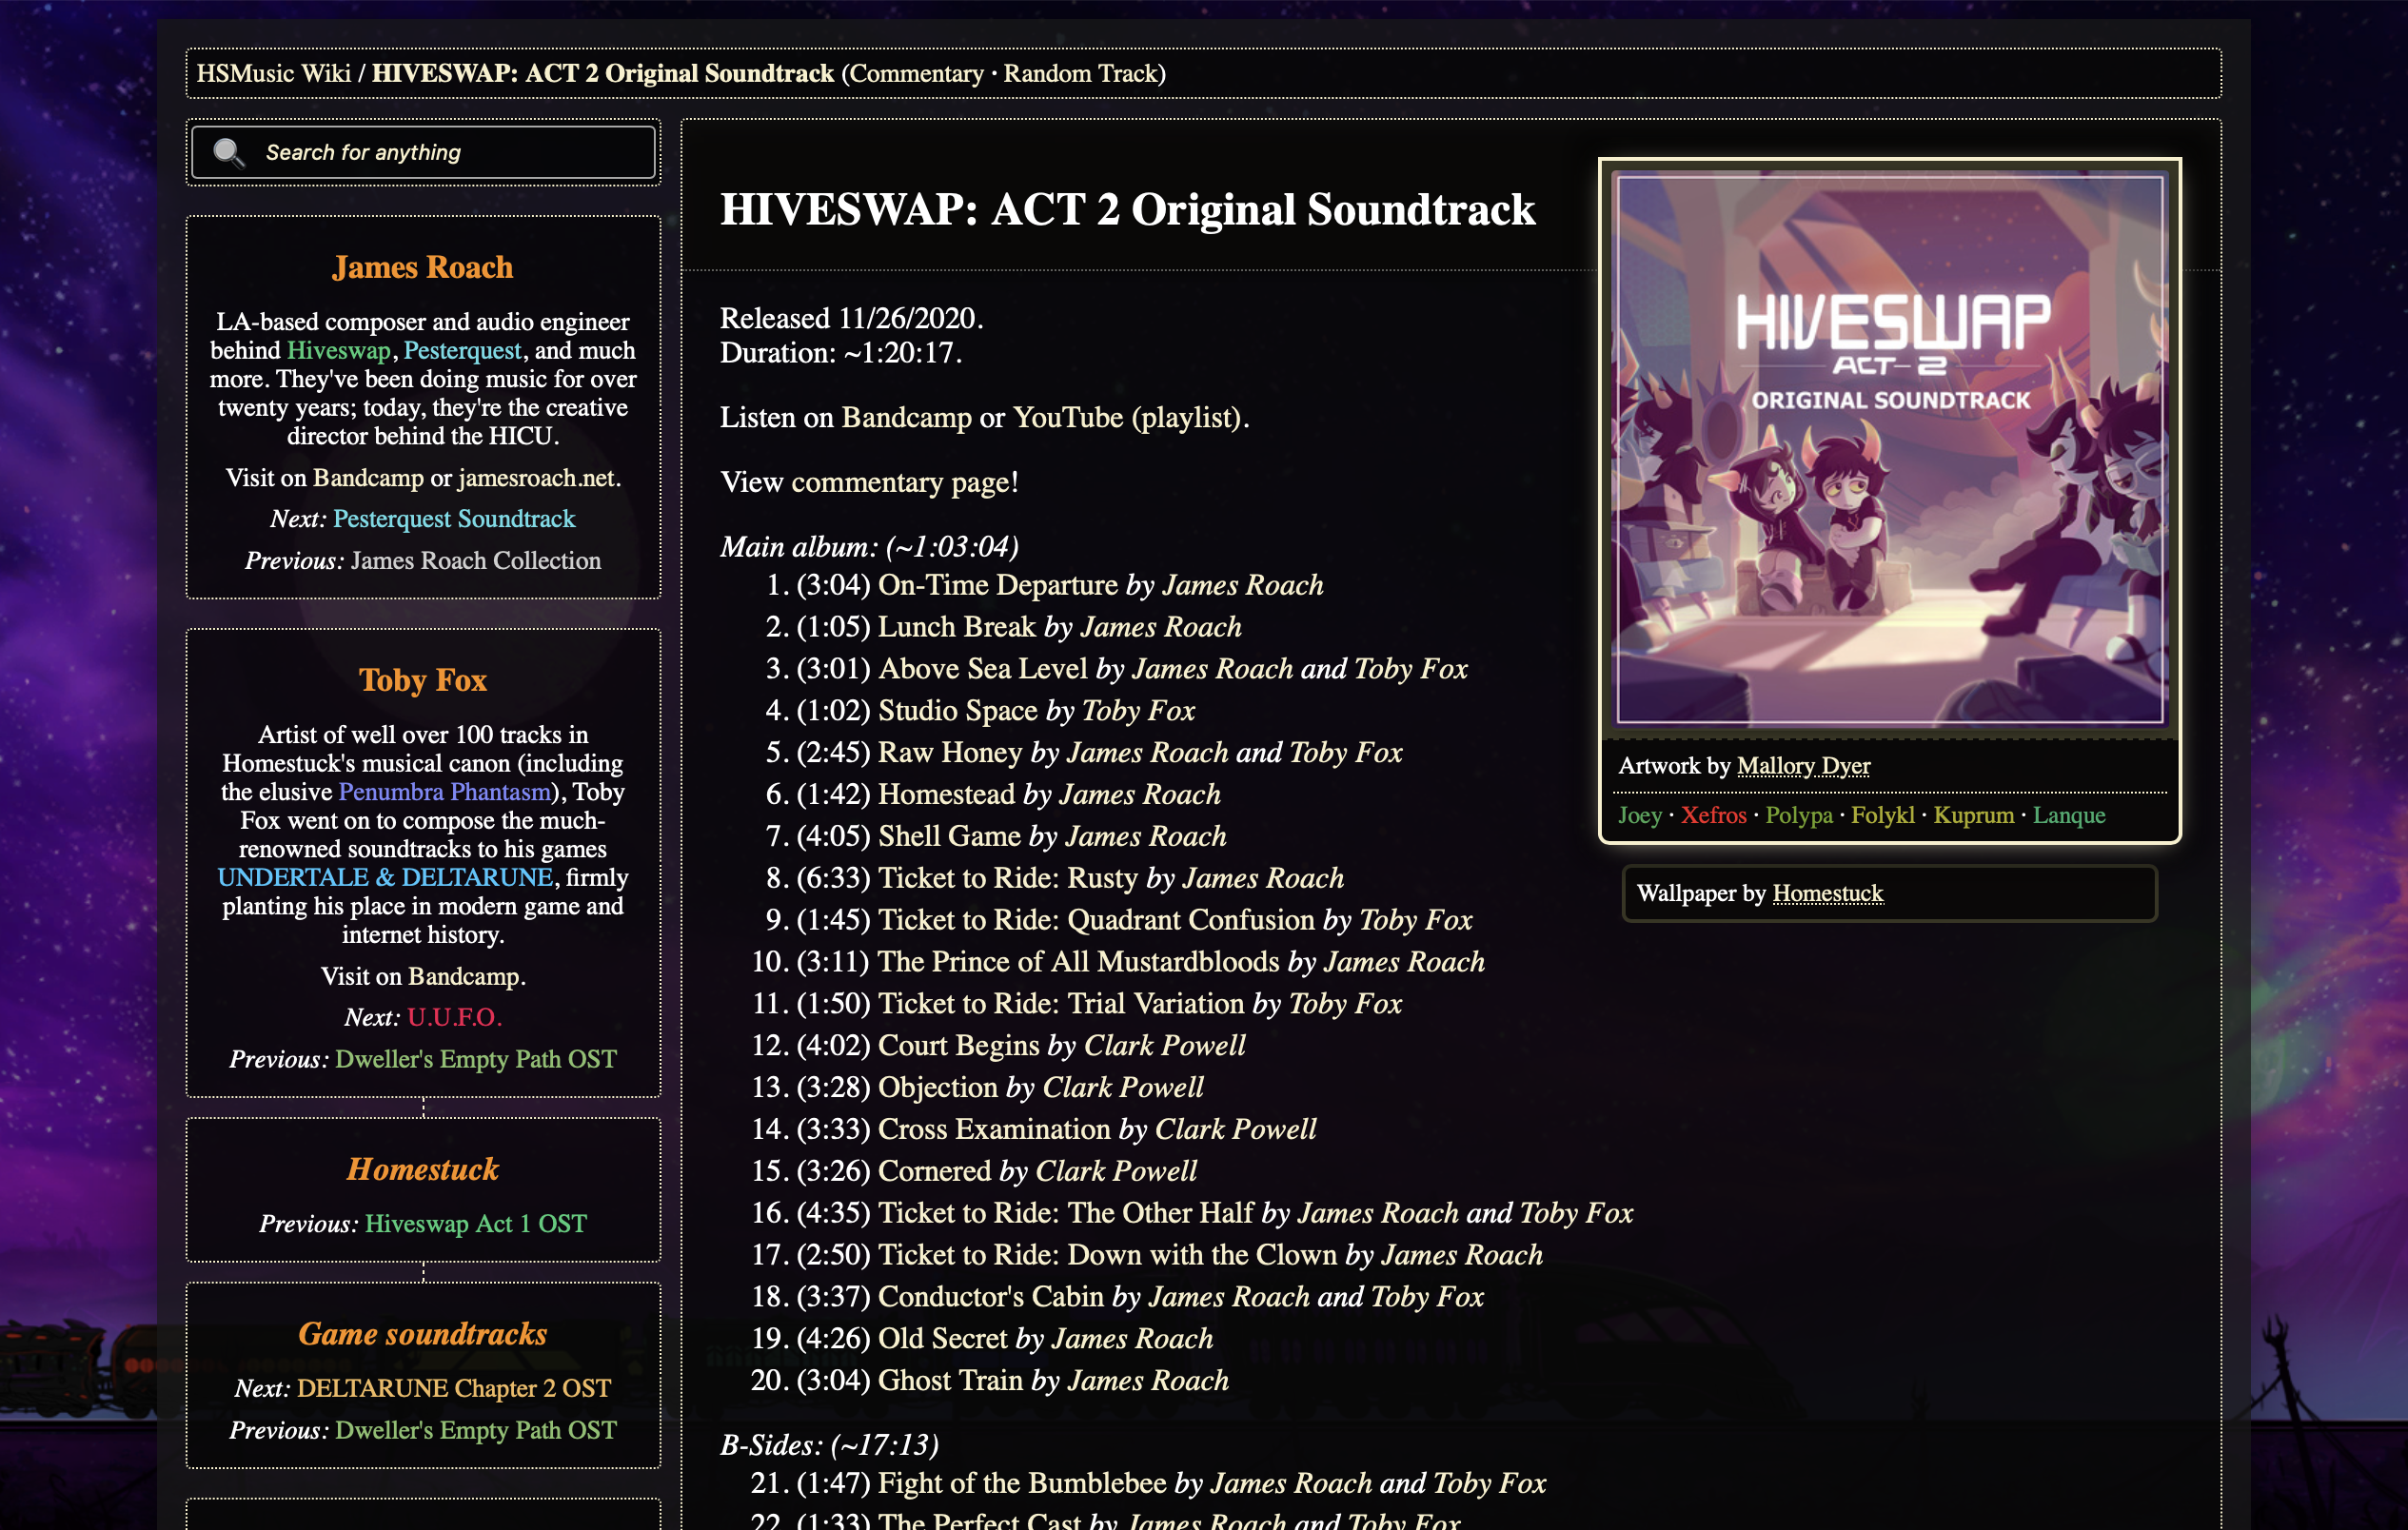 HSMusic Wiki / HIVESWAP: ACT 2 Original Soundtrack (Commentary · Random Track)
Search for anything
James Roach
LA-based composer and audio engineer
behind Hiveswap, Pesterquest, and much
more. They've been doing music for over
twenty years; today, they're the creative
director behind the HICU.
Visit on Bandcamp or jamesroach.net.
Next: Pesterquest Soundtrack
Previous: James Roach Collection
Toby Fox
Artist of well over 100 tracks in
Homestuck's musical canon (including
the elusive Penumbra Phantasm), Toby
Fox went on to compose the much-
renowned soundtracks to his games
UNDERTALE & DELTARUNE, firmly
planting his place in modern game and
internet history.
Visit on Bandcamp.
Next: U.U.F.O.
Previous: Dweller's Empty Path OST
Homestuck
Previous: Hiveswap Act 1 OST
Game soundtracks
Next: DELTARUNE Chapter 2 OST
Previous: Dweller's Empty Path OST
HIVESWAP: ACT 2 Original Soundtrack
Released 11/26/2020.
Duration: ~1:20:17.
Listen on Bandcamp or YouTube (playlist).
View commentary page!
Main album: (~1:03:04)
1. (3:04) On-Time Departure by James Roach
2. (1:05) Lunch Break by James Roach
3. (3:01) Above Sea Level by James Roach and Toby Fox
4. (1:02) Studio Space by Toby Fox
5. (2:45) Raw Honey by James Roach and Toby Fox
6. (1:42) Homestead by James Roach
7. (4:05) Shell Game by James Roach
8. (6:33) Ticket to Ride: Rusty by James Roach
9. (1:45) Ticket to Ride: Quadrant Confusion by Toby Fox
10. (3:11) The Prince of All Mustardbloods by James Roach
11. (1:50) Ticket to Ride: Trial Variation by Toby Fox
12. (4:02) Court Begins by Clark Powell
13. (3:28) Objection by Clark Powell
14. (3:33) Cross Examination by Clark Powell
15. (3:26) Cornered by Clark Powell
16. (4:35) Ticket to Ride: The Other Half by James Roach and Toby Fox
17. (2:50) Ticket to Ride: Down with the Clown by James Roach
18. (3:37) Conductor's Cabin by James Roach and Toby Fox
19. (4:26) Old Secret by James Roach
20. (3:04) Ghost Train by James Roach
B-Sides: (~17:13)
21. (1:47) Fight of the Bumblebee by James Roach and Toby Fox
22. (1:33) The Perfect Cast by James Roach and Toby Fox
HIVESWAP
ACT-2
ORIGINAL SOUNDTRACK
Artwork by Mallory Dyer
Joey · Xefros · Polypa · Folykl · Kuprum · Lanque
Wallpaper by Homestuck